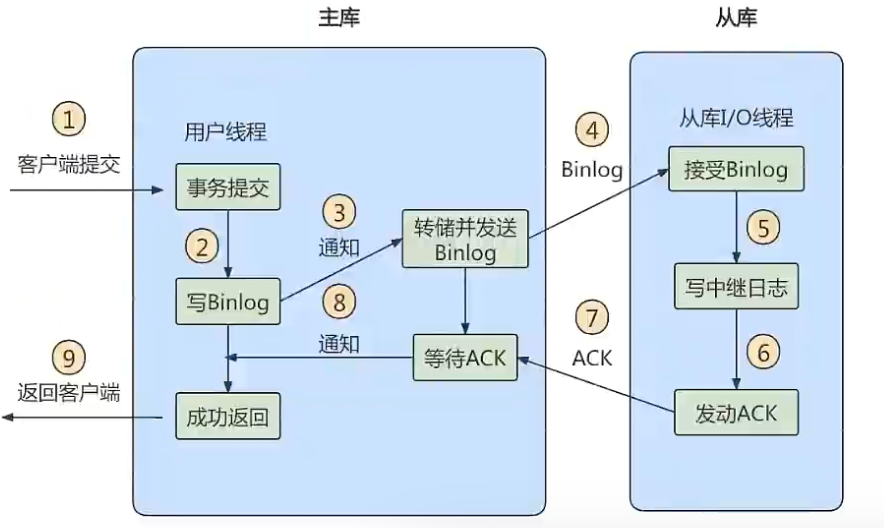 主库
从库
①
客户端提交
用户线程
事务提交
②
写Binlog
③
通知
转储并发送
Binlog
④
Binlog
从库I/O线程
接受Binlog
⑤
写中继日志
⑥
发动ACK
⑦
ACK
等待ACK
⑧
通知
成功返回
⑨
返回客户端